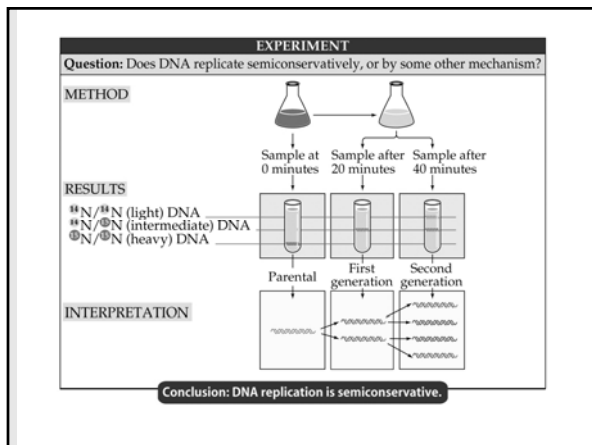 EXPERIMENT
Question: Does DNA replicate semiconservatively, or by some other mechanism?
METHOD
Sample at
0 minutes
Sample after
20 minutes
Sample after
40 minutes
RESULTS
¹⁴N/¹⁴N (light) DNA
¹⁴N/¹⁵N (intermediate) DNA
¹⁵N/¹⁵N (heavy) DNA
Parental
First
generation
Second
generation
INTERPRETATION
Conclusion: DNA replication is semiconservative.